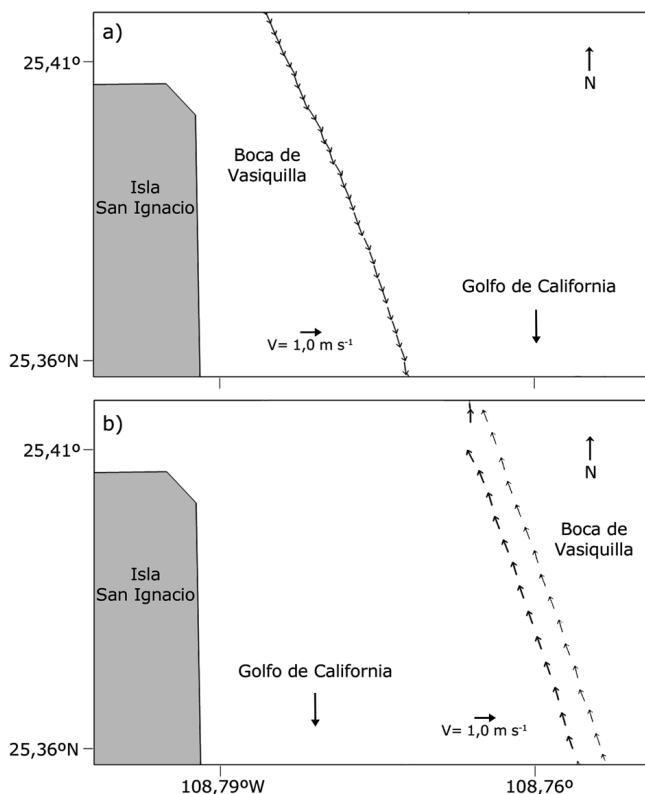 a)
25,41º
N
Boca de
Vasiquilla
Isla
San Ignacio
Golfo de California
V= 1,0 m s⁻¹
25,36ºN
b)
25,41º
N
Boca de
Vasiquilla
Isla
San Ignacio
Golfo de California
V= 1,0 m s⁻¹
25,36ºN
108,79ºW
108,76º